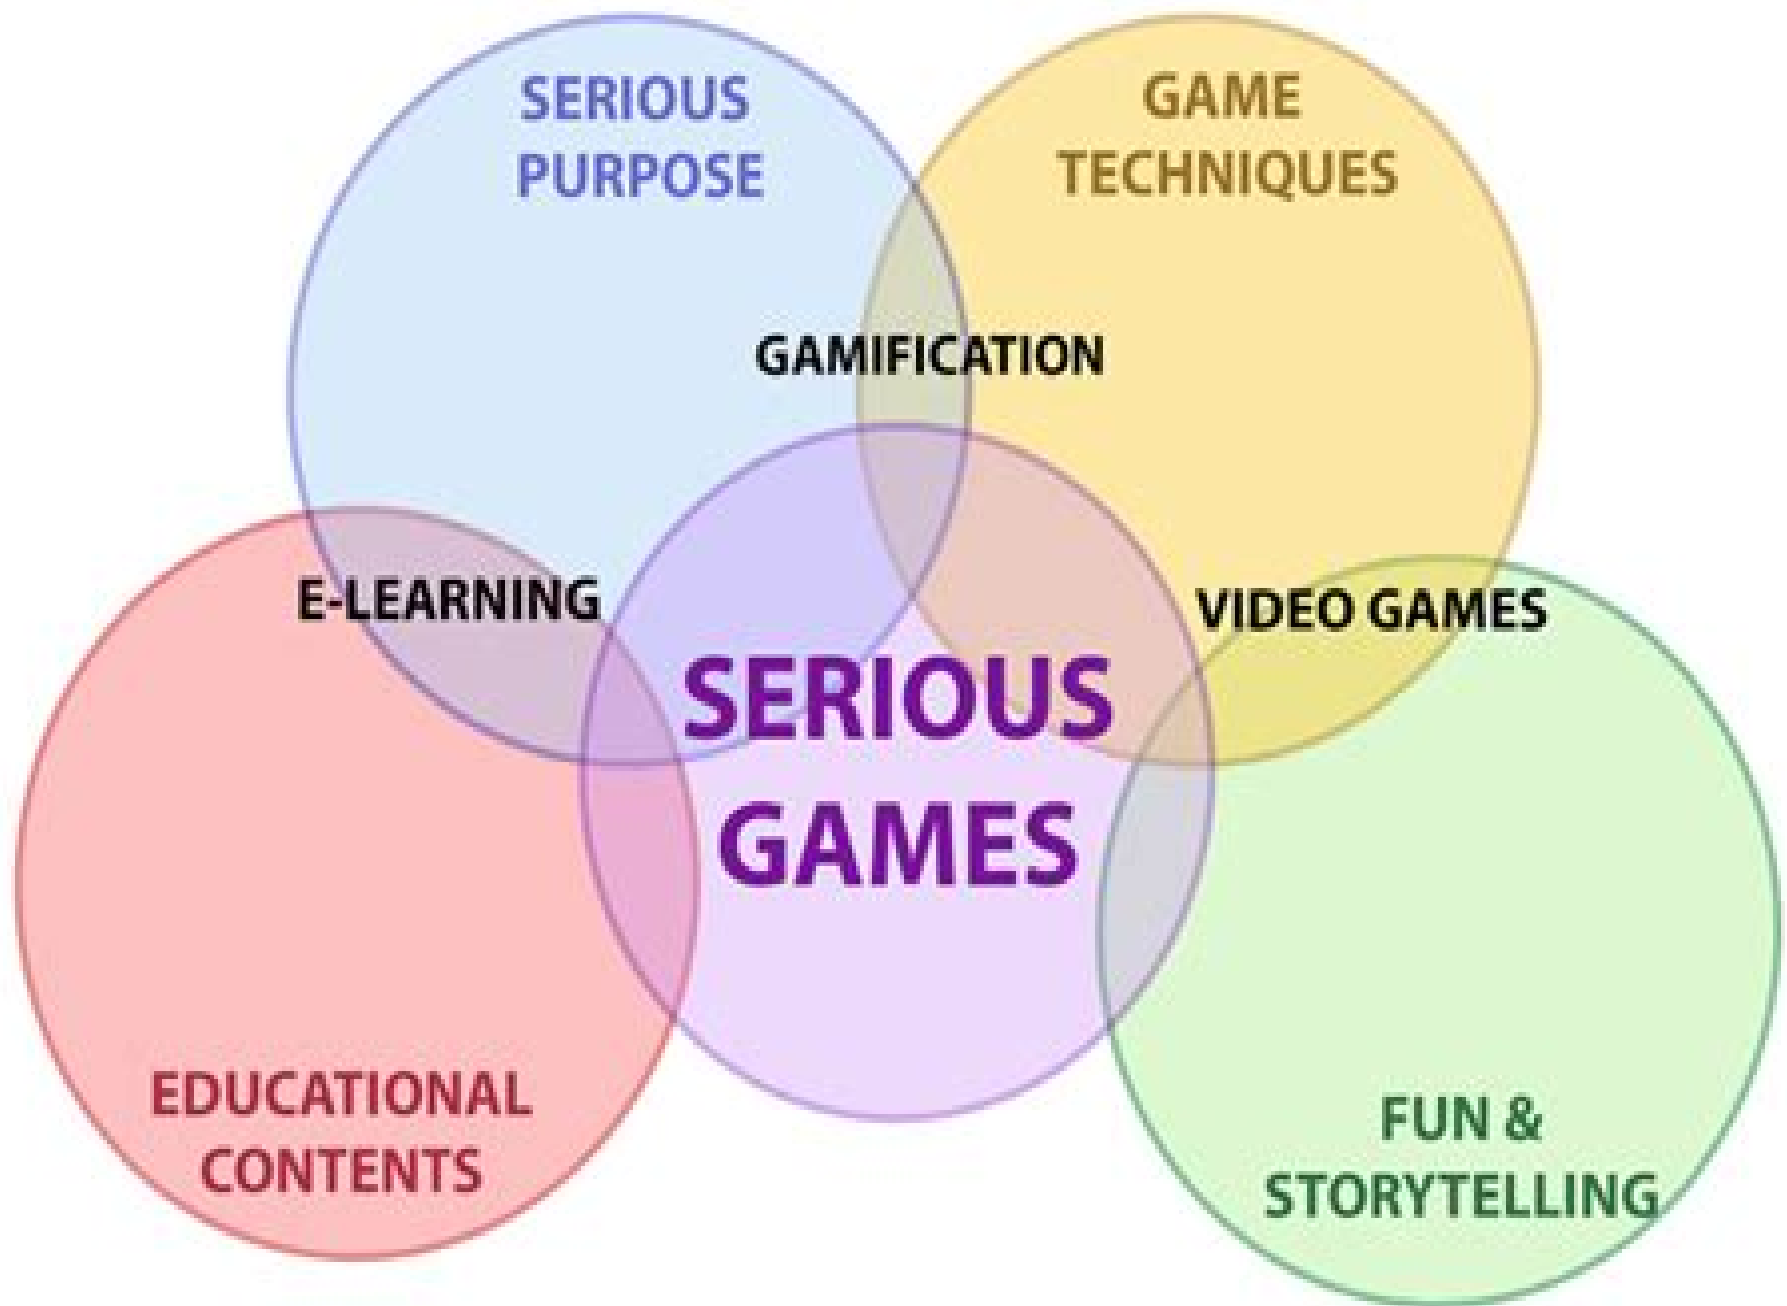 SERIOUS
PURPOSE
GAME
TECHNIQUES
GAMIFICATION
E-LEARNING
VIDEO GAMES
SERIOUS
GAMES
EDUCATIONAL
CONTENTS
FUN &
STORYTELLING